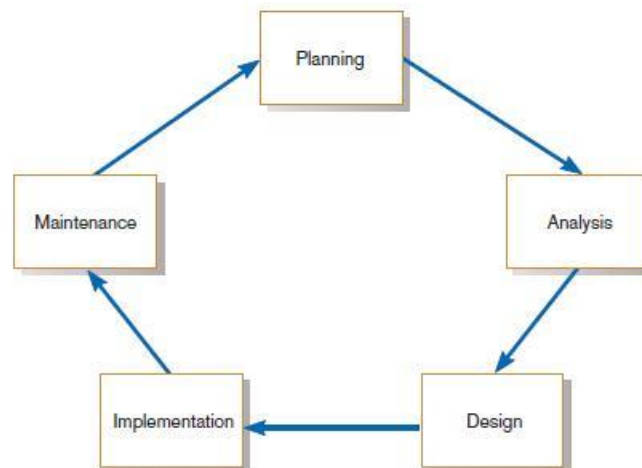 Planning
Analysis
Design
Implementation
Maintenance